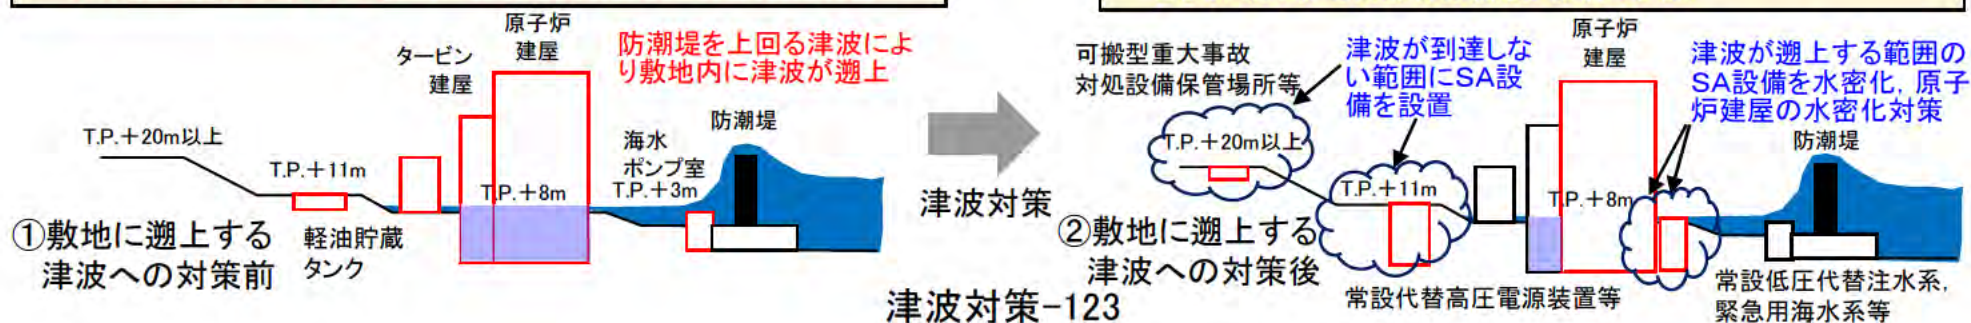 原子炉
建屋
タービン
建屋
防潮堤を上回る津波によ
り敷地内に津波が遡上
T.P.+20m以上
T.P.+11m
T.P.+8m
海水
ポンプ室
T.P.+3m
防潮堤
①敷地に遡上する
津波への対策前
軽油貯蔵
タンク
津波対策
可搬型重大事故
対処設備保管場所等
津波が到達しな
い範囲にSA設
備を設置
原子炉
建屋
津波が遡上する範囲の
SA設備を水密化，原子
炉建屋の水密化対策
T.P.+20m以上
T.P.+11m
T.P.+8m
防潮堤
②敷地に遡上する
津波への対策後
常設代替高圧電源装置等
常設低圧代替注水系，
緊急用海水系等
津波対策-123